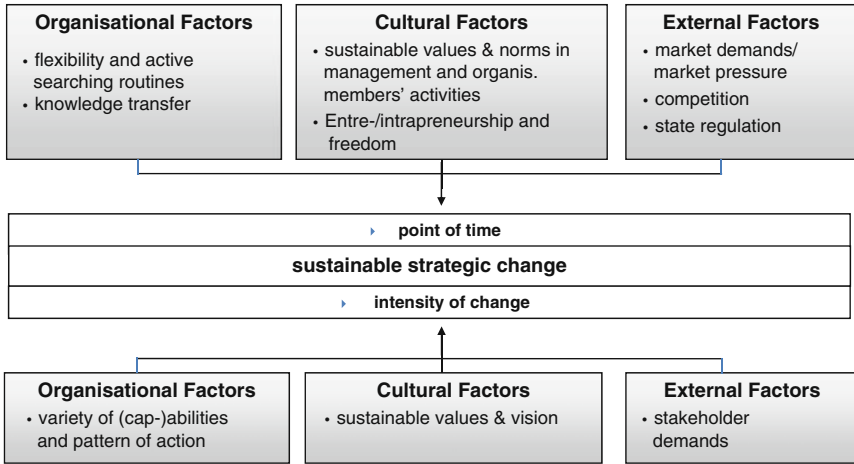 Organisational Factors
• flexibility and active
searching routines
• knowledge transfer
Cultural Factors
• sustainable values & norms in
management and organis.
members' activities
• Entre-/intrapreneurship and
freedom
External Factors
• market demands/
market pressure
• competition
• state regulation
point of time
sustainable strategic change
intensity of change
Organisational Factors
• variety of (cap-)abilities
and pattern of action
Cultural Factors
• sustainable values & vision
External Factors
• stakeholder
demands